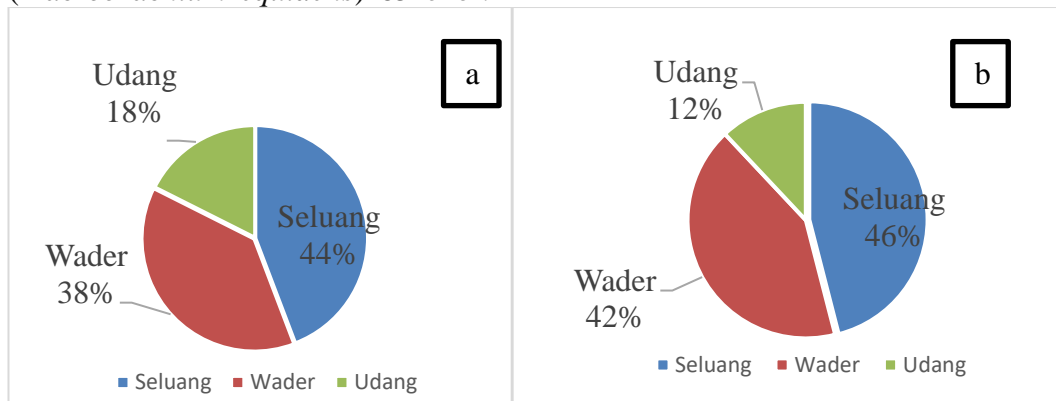 a
Udang
18%
Seluang
44%
Wader
38%
Seluang Wader Udang
b
Udang
12%
Seluang
46%
Wader
42%
Seluang Wader Udang